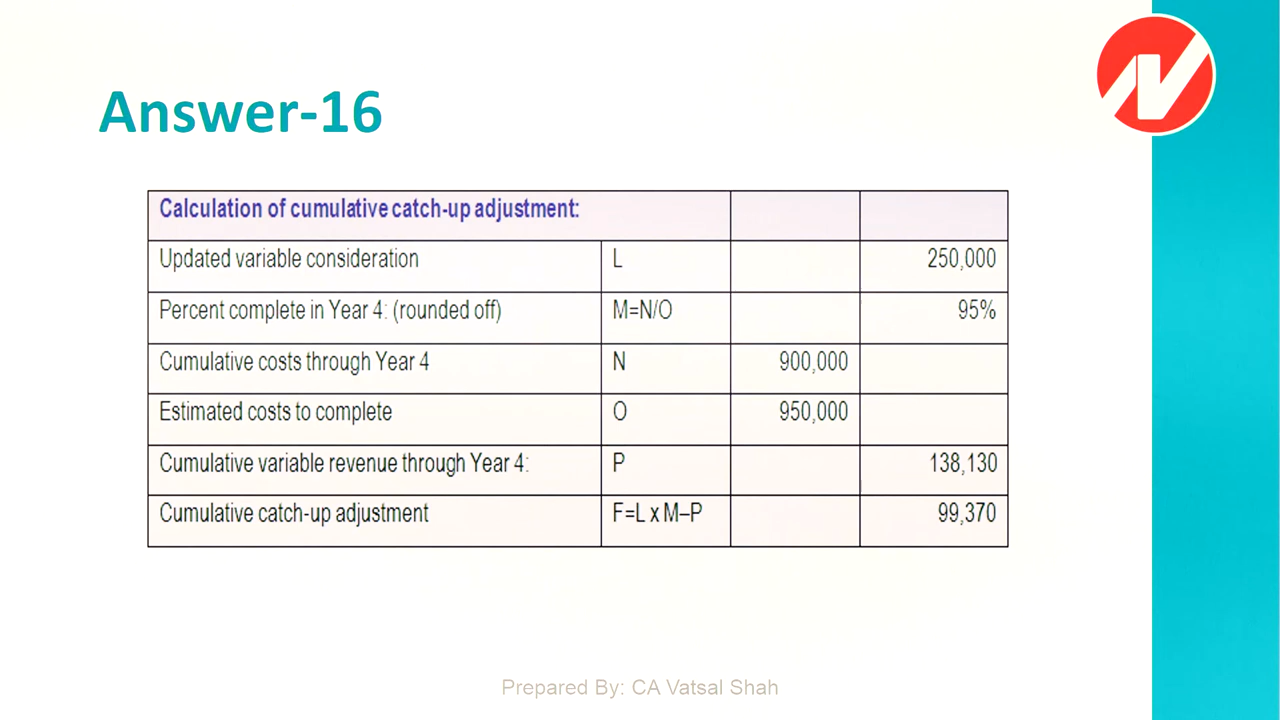 Answer-16
Calculation of cumulative catch-up adjustment:
Updated variable consideration L 250,000
Percent complete in Year 4: (rounded off) M=N/O 95%
Cumulative costs through Year 4 N 900,000
Estimated costs to complete O 950,000
Cumulative variable revenue through Year 4: P 138,130
Cumulative catch-up adjustment F=L x M–P 99,370
Prepared By: CA Vatsal Shah